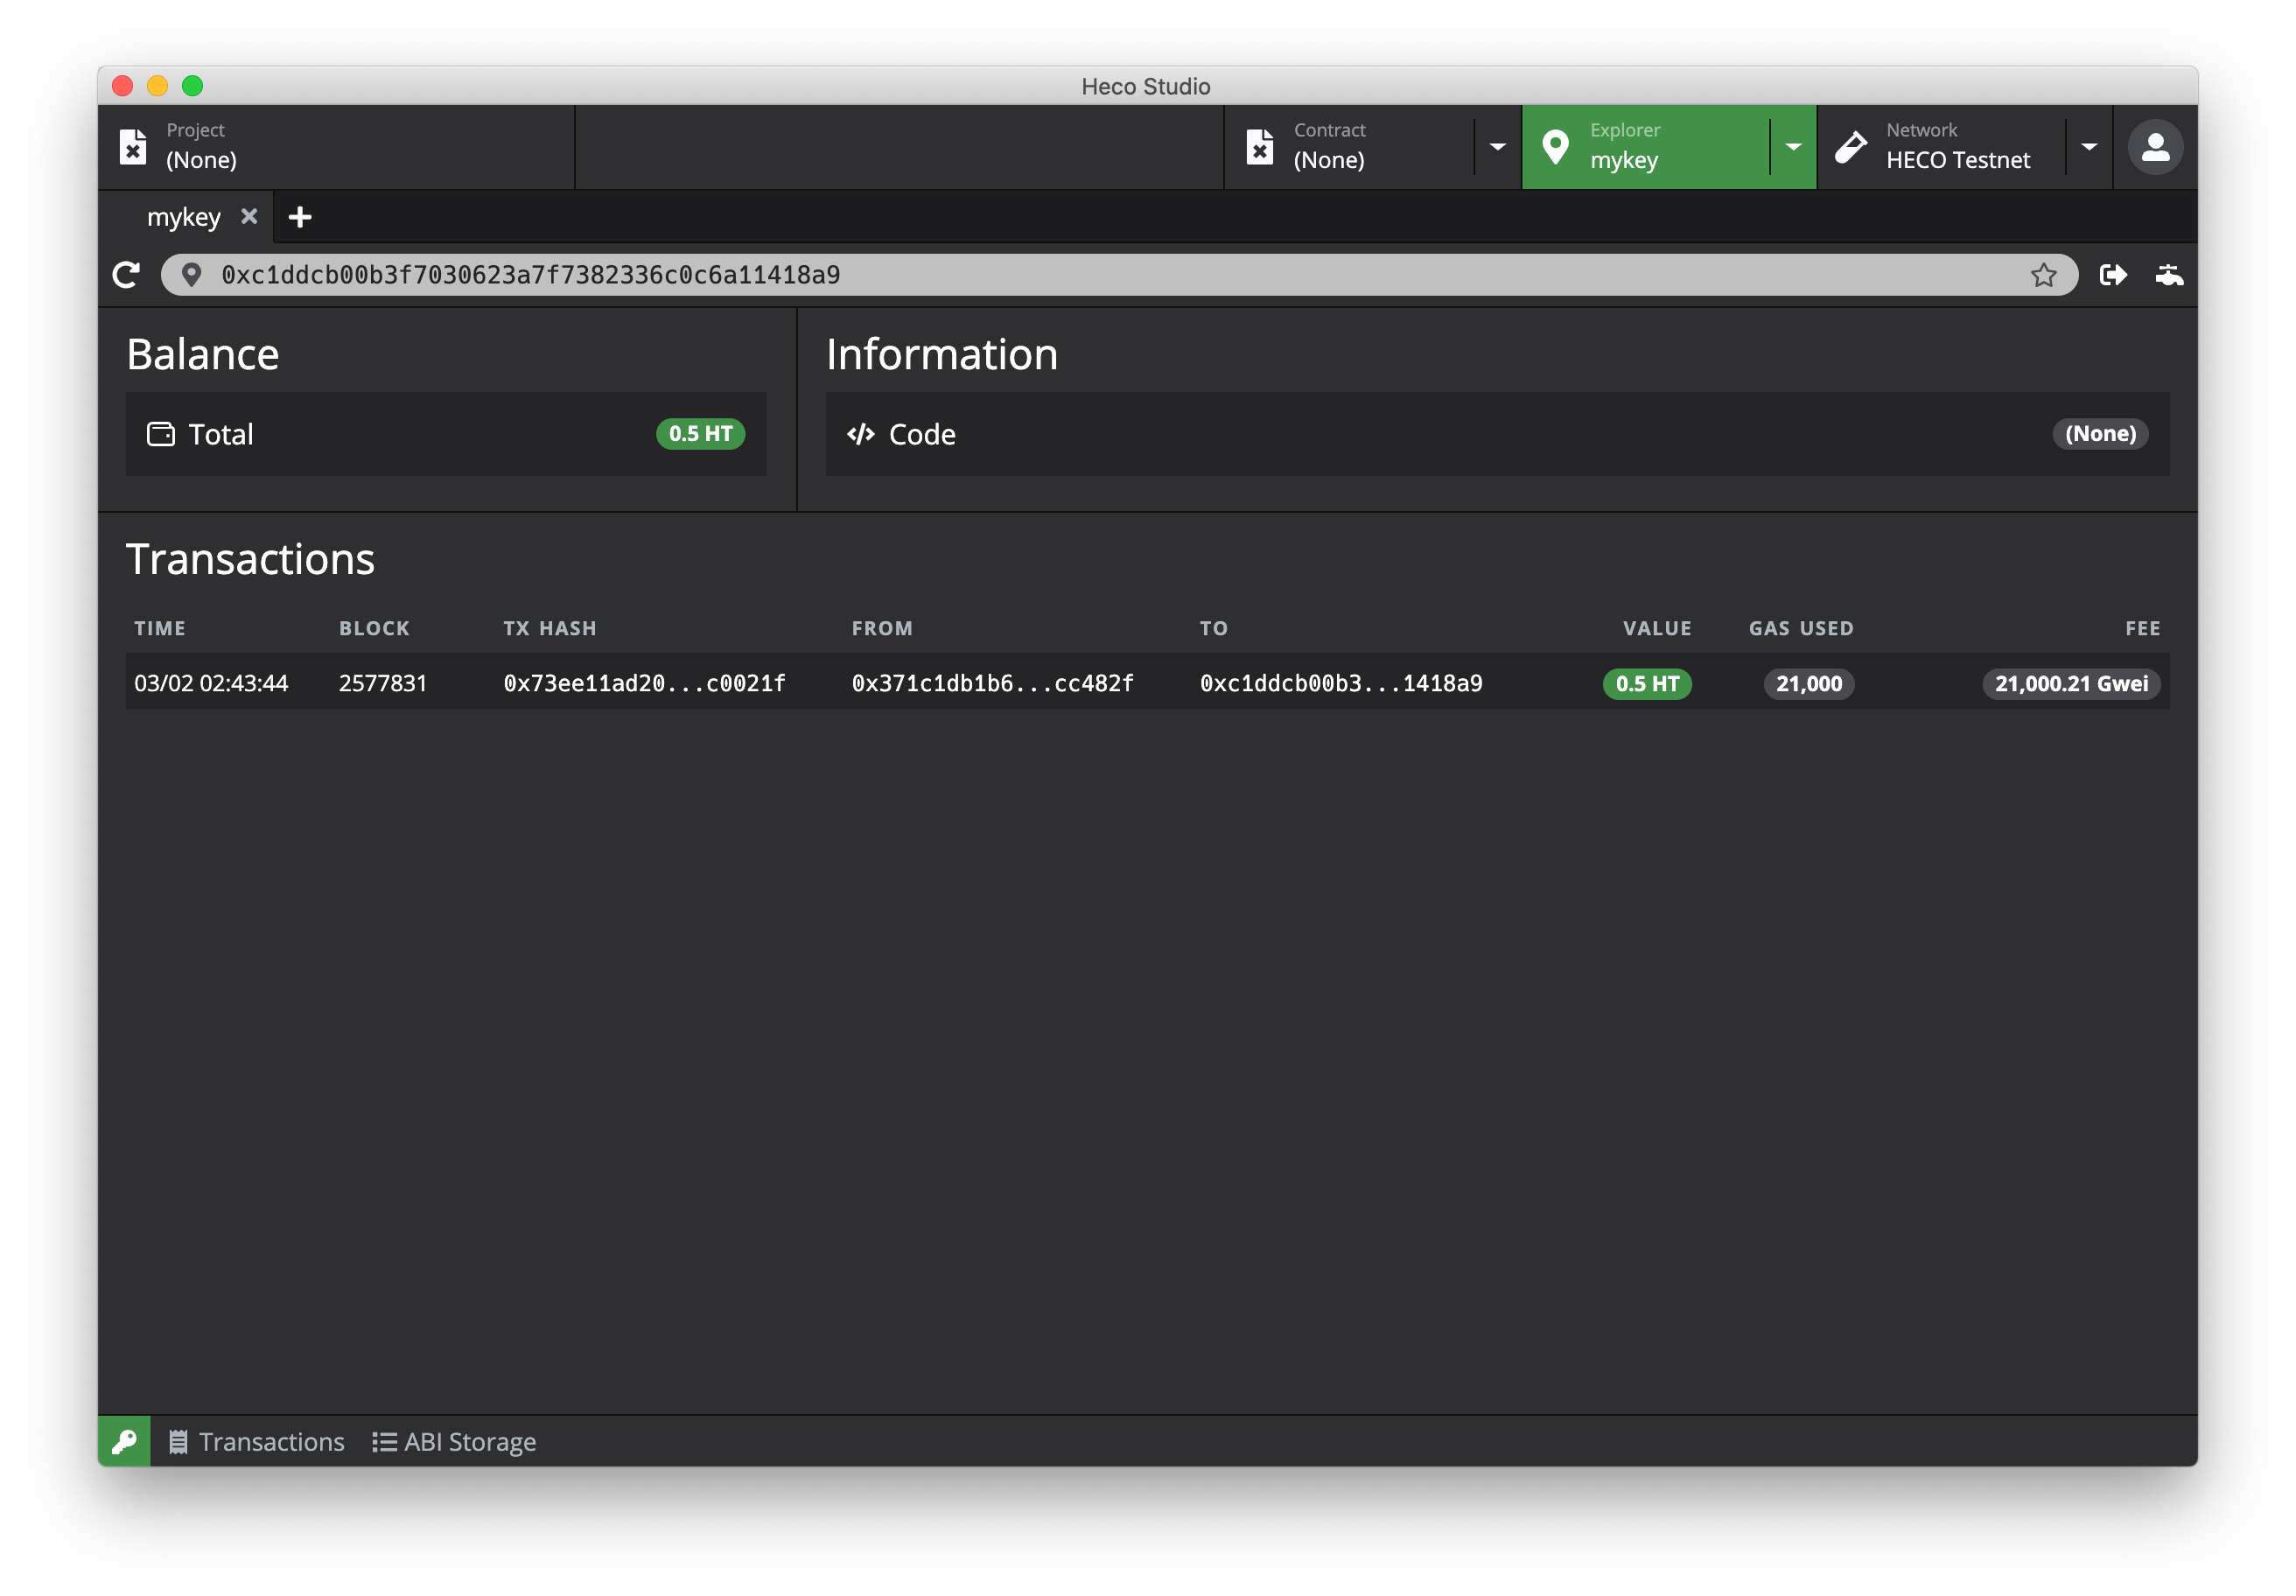 Heco Studio
Project
(None)
Contract
(None)
Explorer
mykey
Network
HECO Testnet
mykey
0xc1ddcb00b3f7030623a7f7382336c0c6a11418a9
Balance
Total 0.5 HT
Information
Code (None)
Transactions
TIME BLOCK TX HASH FROM TO VALUE GAS USED FEE
03/02 02:43:44 2577831 0x73ee11ad20...c0021f 0x371c1db1b6...cc482f 0xc1ddcb00b3...1418a9 0.5 HT 21,000 21,000.21 Gwei
Transactions ABI Storage